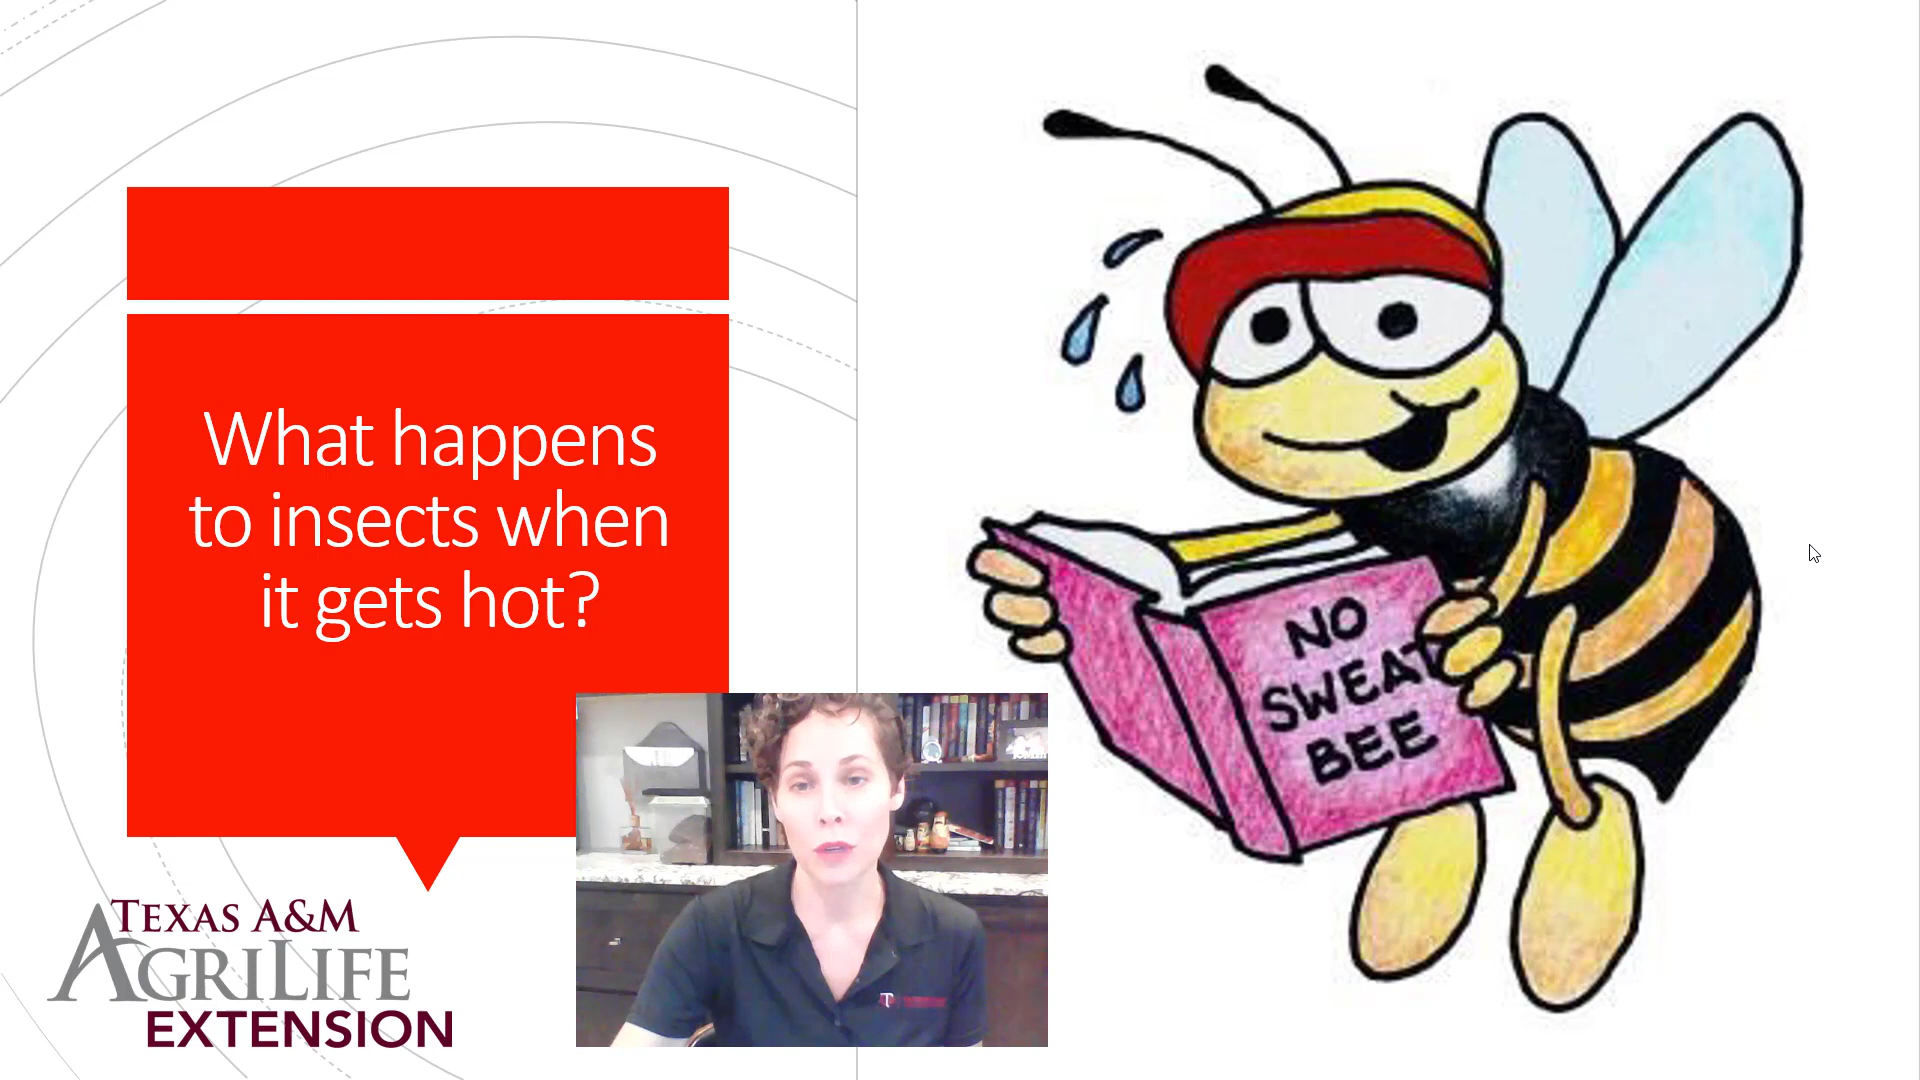 What happens
to insects when
it gets hot?
NO
SWEAT
BEE
TEXAS A&M
AGRILIFE
EXTENSION